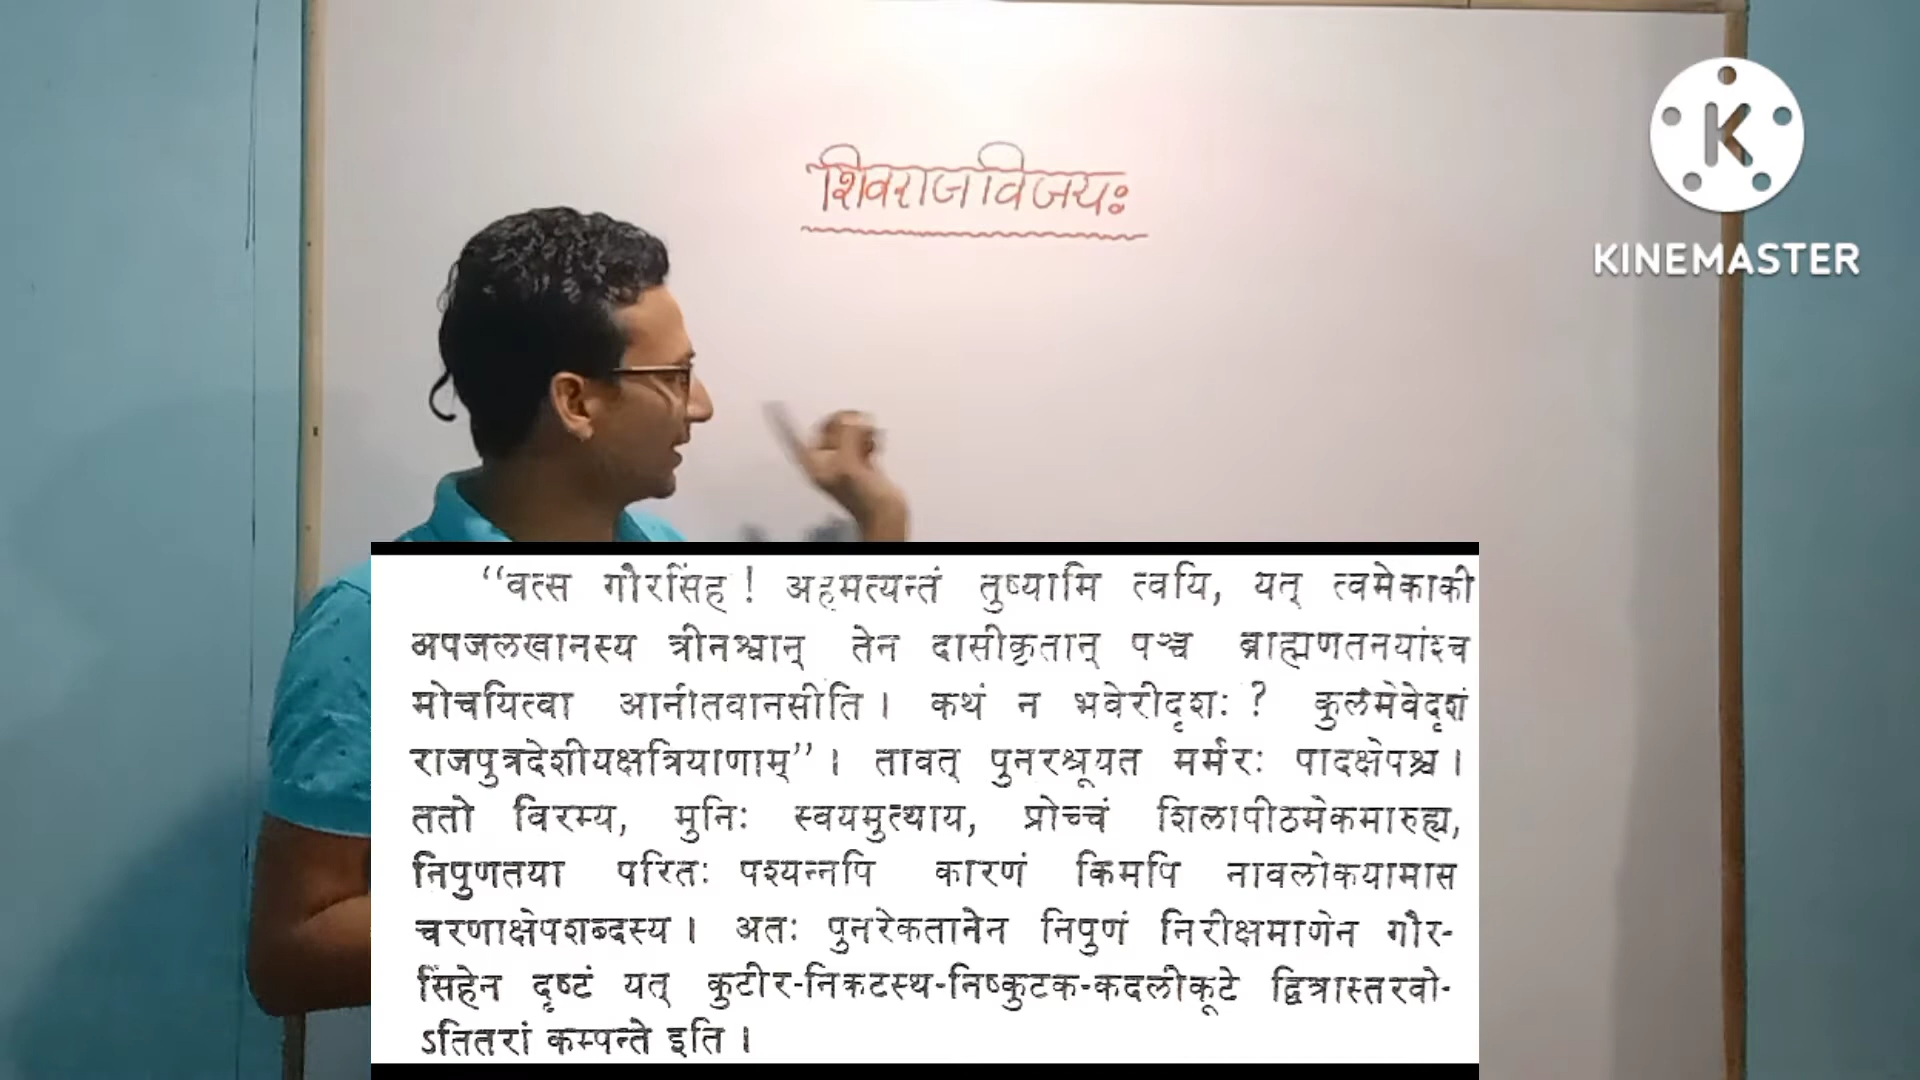 शिवराजविजयः
K
KINEMASTER
“वत्स गौरसिंह ! अहमत्यन्तं तुष्यामि त्वयि, यत् त्वमेकाकी
अपजलखानस्य त्रीनश्वान् तेन दासीकृतान् पञ्च ब्राह्मणतनयांश्च
मोचयित्वा आनीतवानसीति । कथं न भवेरीदृशः ? कुलमेवेदृशं
राजपुत्रदेशीयक्षत्रियाणाम्” । तावत् पुनरश्रूयत मर्मरः पादक्षेपश्च ।
ततो विरम्य, मुनिः स्वयमुत्थाय, प्रोच्चं शिलापीठमेकमारुह्य,
निपुणतया परितः पश्यन्नपि कारणं किमपि नावलोकयामास
चरणाक्षेपशब्दस्य । अतः पुनरेकतानेन निपुणं निरीक्षमाणेन गौर-
सिंहेन दृष्टं यत् कुटीर-निकटस्थ-निष्कुटक-कदलीकूटे द्वित्रास्तरवो-
ऽतितरां कम्पन्ते इति ।